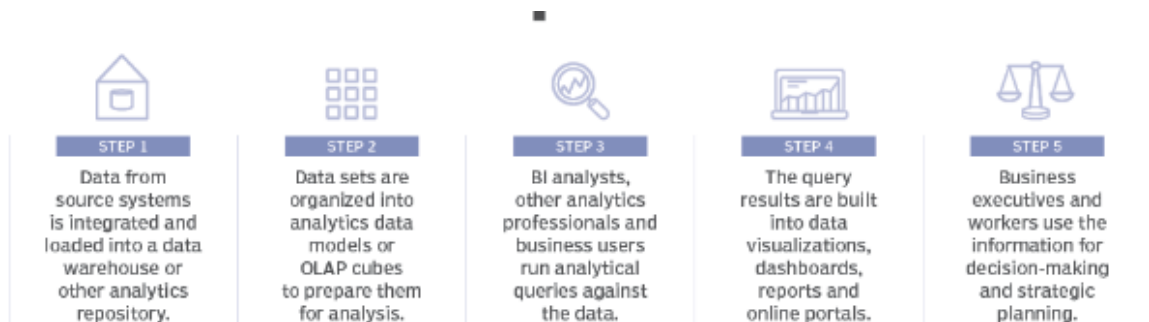 STEP 1
Data from
source systems
is integrated and
loaded into a data
warehouse or
other analytics
repository.
STEP 2
Data sets are
organized into
analytics data
models or
OLAP cubes
to prepare them
for analysis.
STEP 3
BI analysts,
other analytics
professionals and
business users
run analytical
queries against
the data.
STEP 4
The query
results are built
into data
visualizations,
dashboards,
reports and
online portals.
STEP 5
Business
executives and
workers use the
information for
decision-making
and strategic
planning.